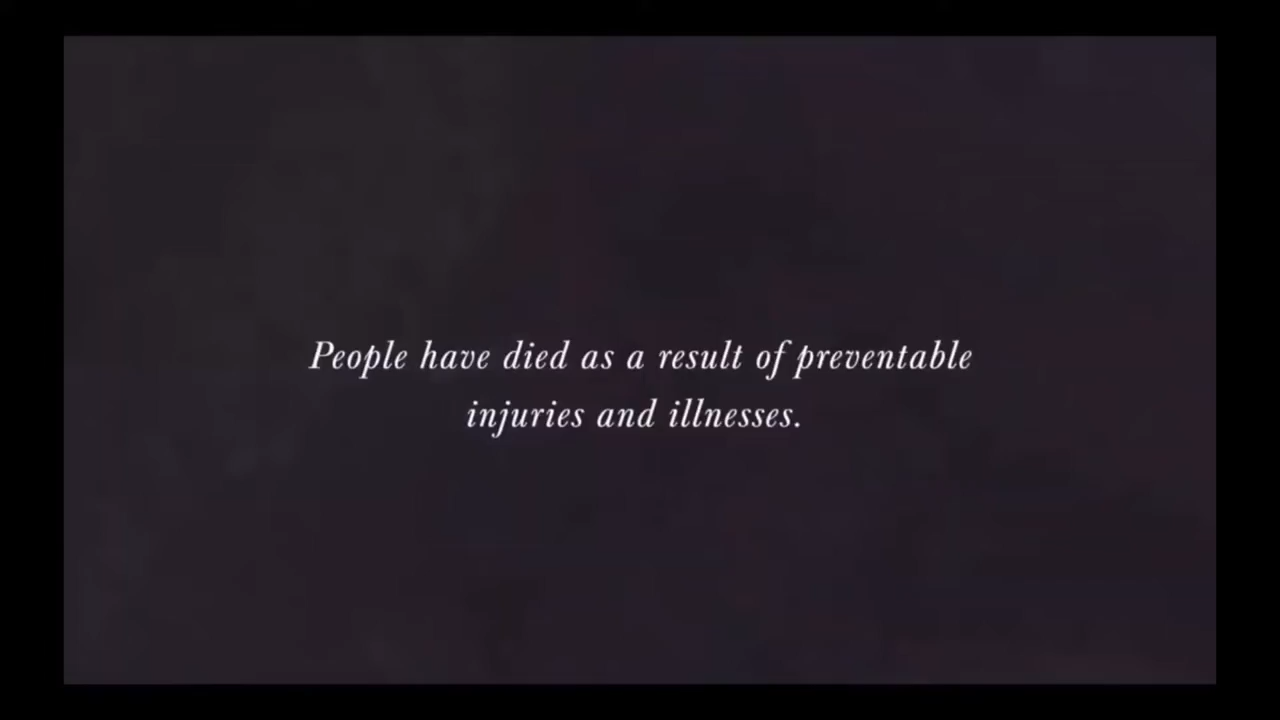 People have died as a result of preventable
injuries and illnesses.